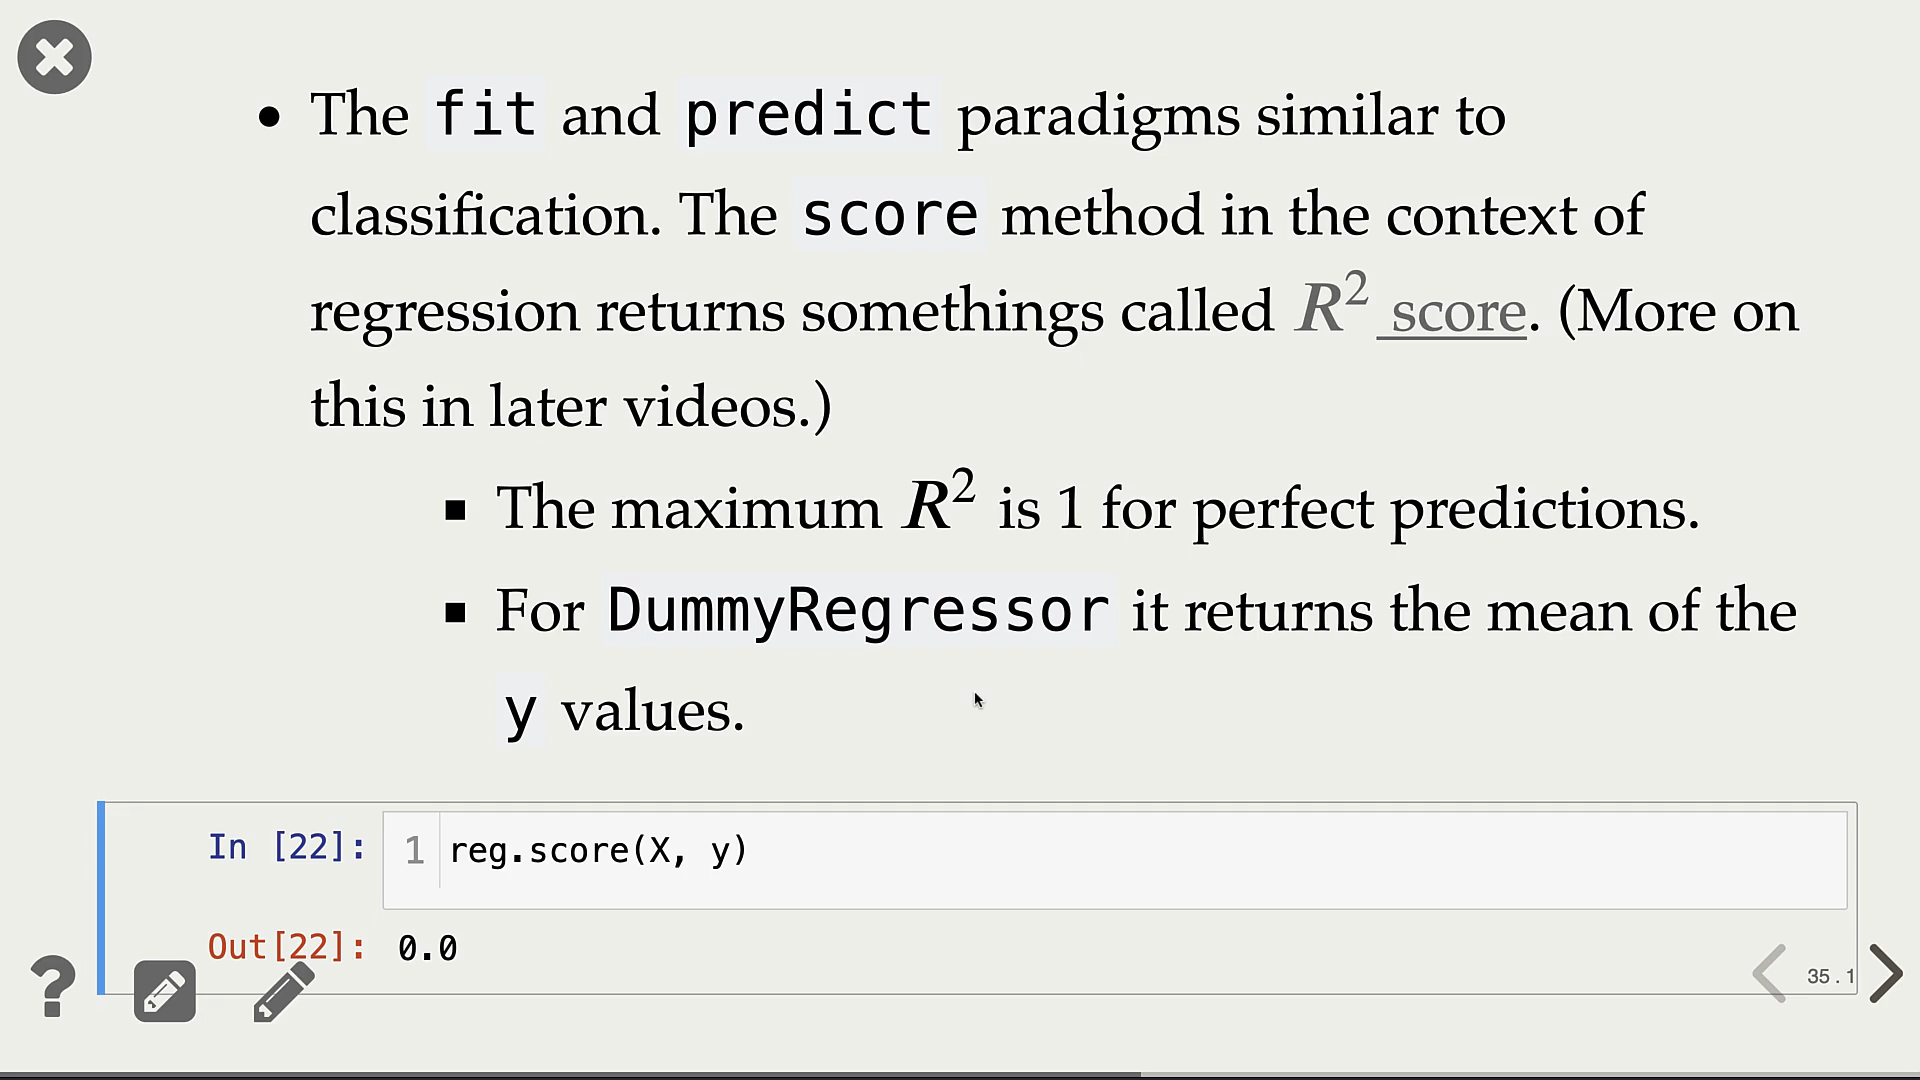 • The fit and predict paradigms similar to
classification. The score method in the context of
regression returns somethings called R² score. (More on
this in later videos.)
▪ The maximum R² is 1 for perfect predictions.
▪ For DummyRegressor it returns the mean of the
y values.
In [22]: 1 reg.score(X, y)
Out[22]: 0.0
?
35.1